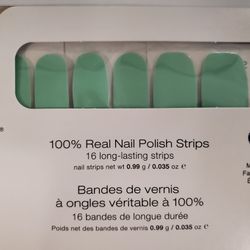 100% Real Nail Polish Strips
16 long-lasting strips
nail strips net wt 0.99 g / 0.035 oz ℮
Bandes de vernis
à ongles véritable à 100%
16 bandes de longue durée
Poids net des bandes de vernis 0.99 g / 0.035 oz ℮
®